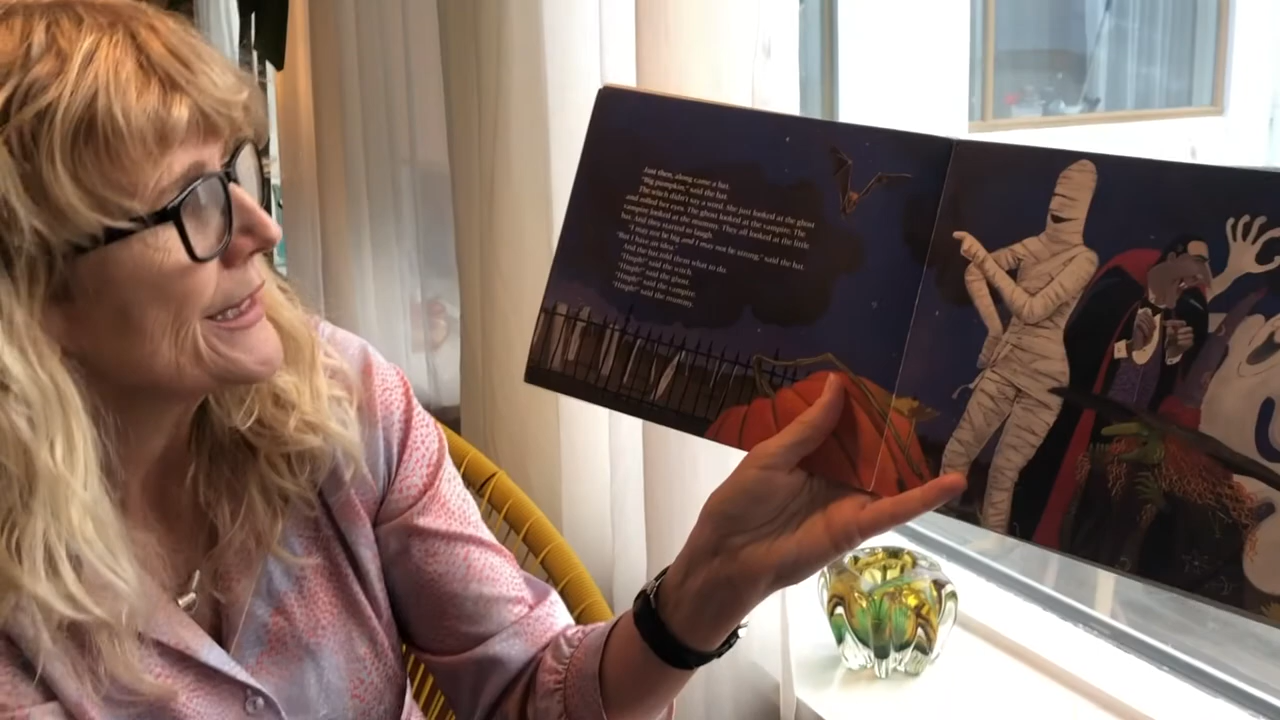 Just then, along came a bat.
"Big pumpkin," said the bat.
The witch didn't say a word. She just looked at the ghost
and rolled her eyes. The ghost looked at the vampire. The
vampire looked at the mummy. They all looked at the little
bat. And they started to laugh.
"I may not be big and I may not be strong," said the bat.
"But I have an idea."
And the bat told them what to do.
"Hmph!" said the witch.
"Hmph!" said the ghost.
"Hmph!" said the vampire.
"Hmph!" said the mummy.